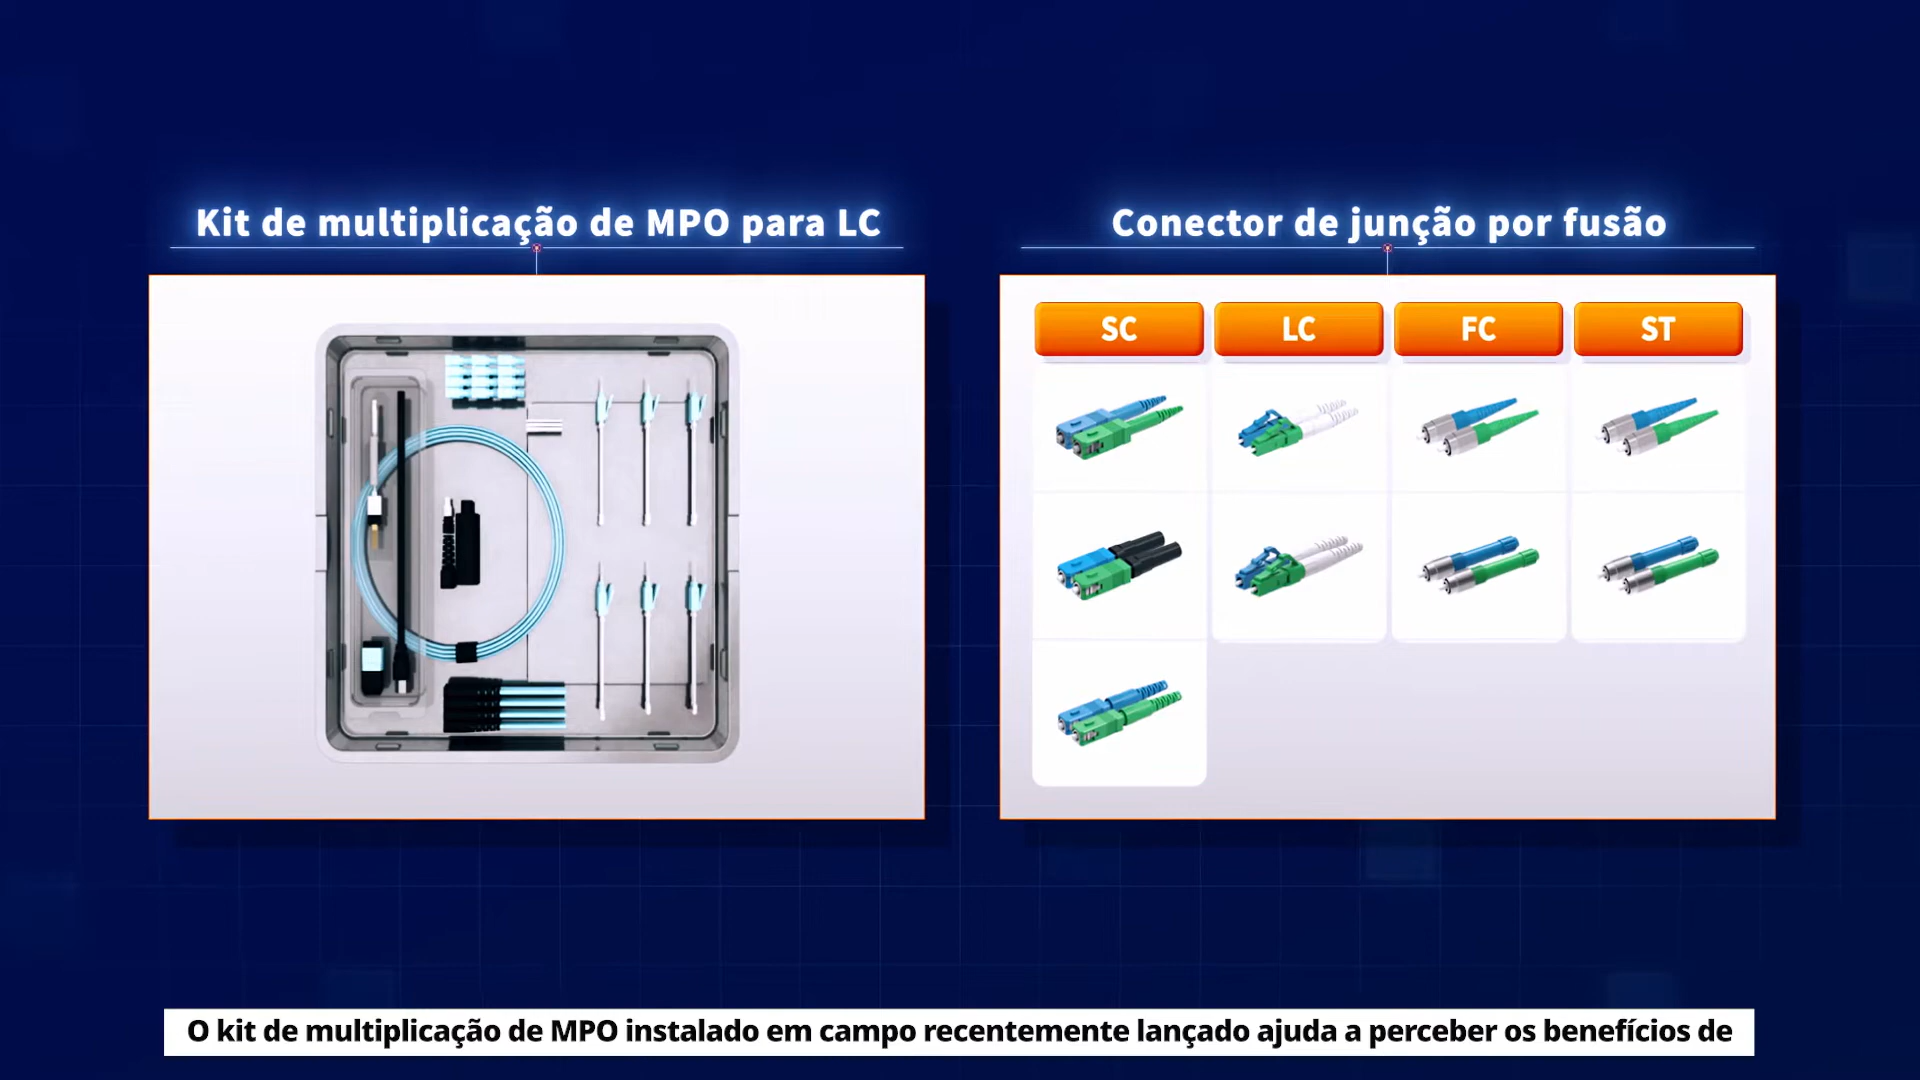 Kit de multiplicação de MPO para LC
Conector de junção por fusão
SC
LC
FC
ST
O kit de multiplicação de MPO instalado em campo recentemente lançado ajuda a perceber os benefícios de